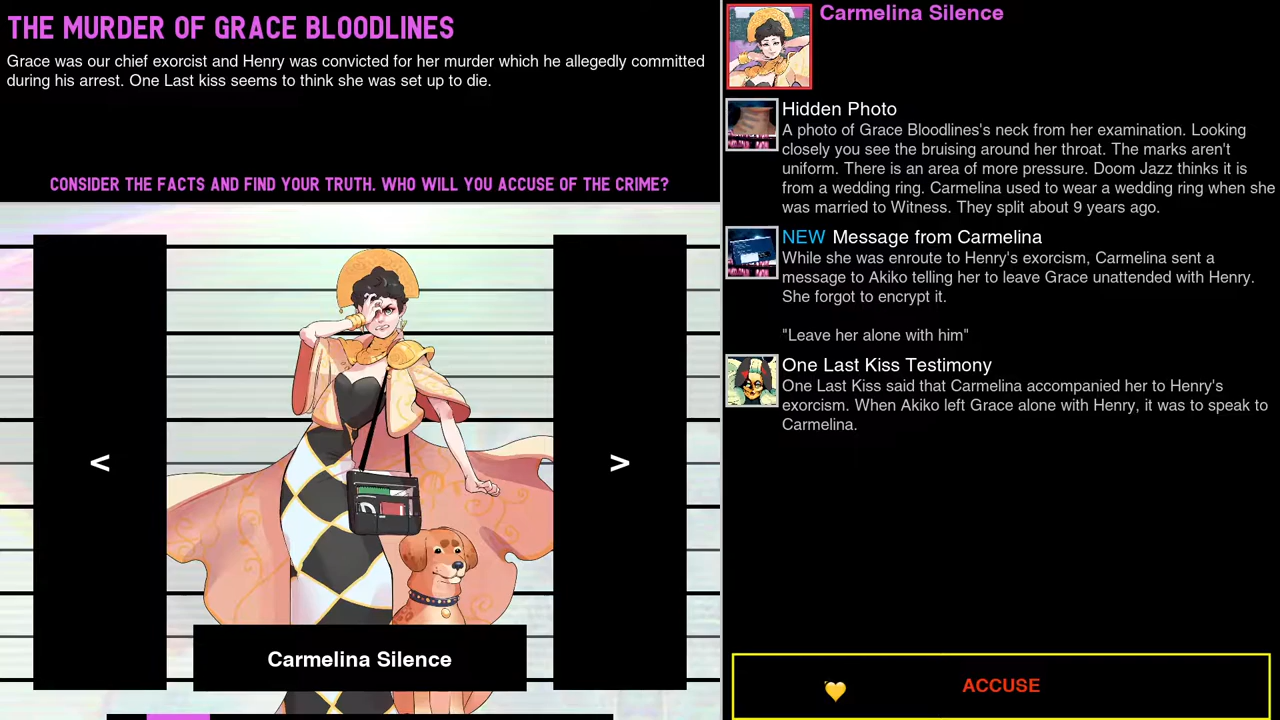 THE MURDER OF GRACE BLOODLINES
Grace was our chief exorcist and Henry was convicted for her murder which he allegedly committed
during his arrest. One Last kiss seems to think she was set up to die.
CONSIDER THE FACTS AND FIND YOUR TRUTH. WHO WILL YOU ACCUSE OF THE CRIME?
<
>
Carmelina Silence
Carmelina Silence
Hidden Photo
A photo of Grace Bloodlines's neck from her examination. Looking
closely you see the bruising around her throat. The marks aren't
uniform. There is an area of more pressure. Doom Jazz thinks it is
from a wedding ring. Carmelina used to wear a wedding ring when she
was married to Witness. They split about 9 years ago.
NEW Message from Carmelina
While she was enroute to Henry's exorcism, Carmelina sent a
message to Akiko telling her to leave Grace unattended with Henry.
She forgot to encrypt it.
"Leave her alone with him"
One Last Kiss Testimony
One Last Kiss said that Carmelina accompanied her to Henry's
exorcism. When Akiko left Grace alone with Henry, it was to speak to
Carmelina.
ACCUSE